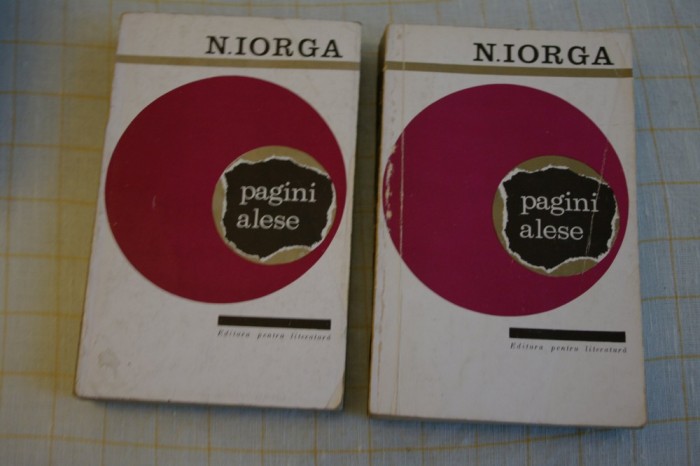 N.IORGA
pagini
alese
Editura pentru literatură
N.IORGA
pagini
alese
Editura pentru literatură